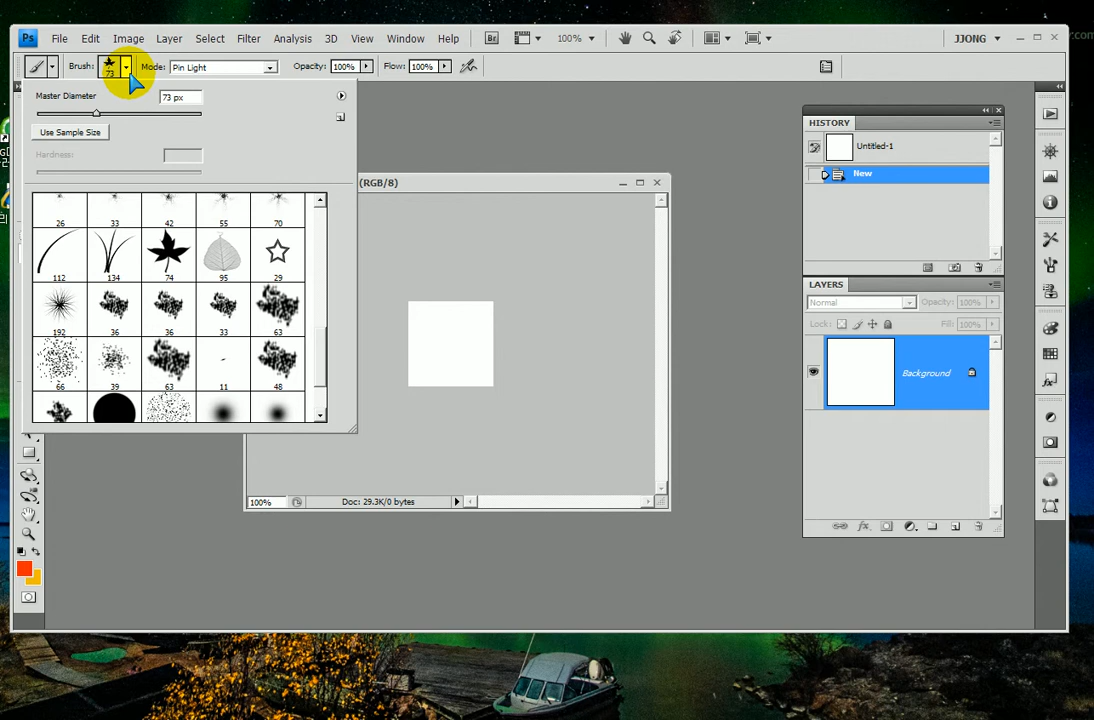 Ps File Edit Image Layer Select Filter Analysis 3D View Window Help Br 100% JJONG
Brush: 73 Mode: Pin Light Opacity: 100% Flow: 100%
Master Diameter 73 px
Use Sample Size
Hardness:
26 33 42 55 70
112 134 74 95 29
192 36 36 33 63
66 39 63 11 48
(RGB/8)
100% Doc: 29.3K/0 bytes
HISTORY
Untitled-1
New
LAYERS
Normal Opacity: 100%
Lock: Fill: 100%
Background